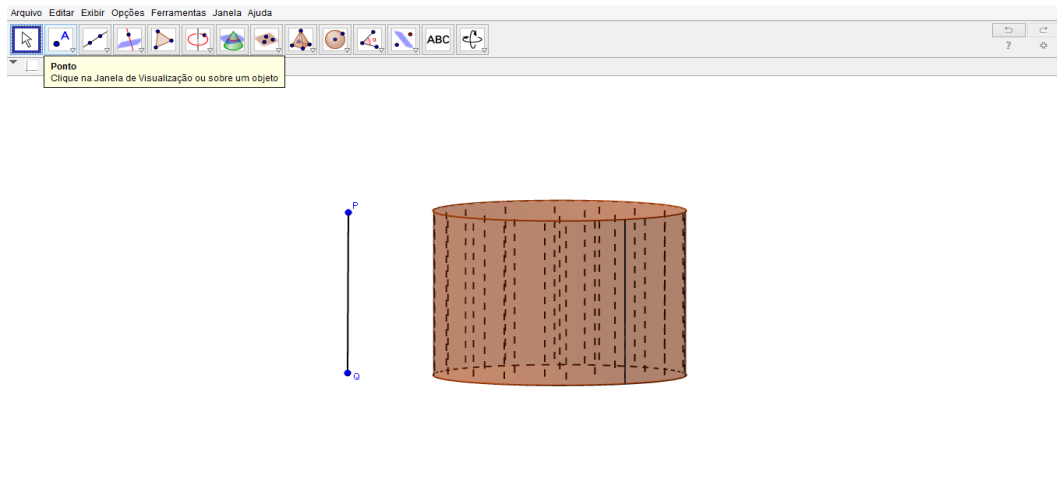 Arquivo Editar Exibir Opções Ferramentas Janela Ajuda
A
ABC
?
Ponto
Clique na Janela de Visualização ou sobre um objeto
P
Q